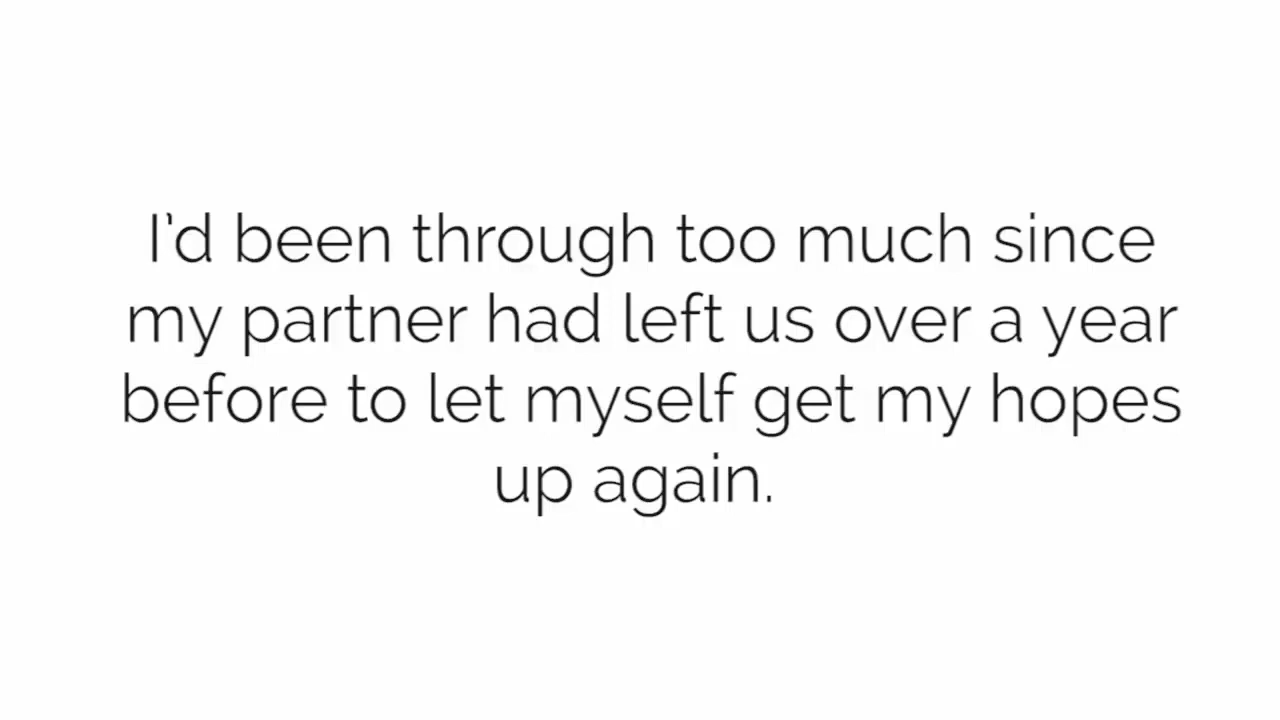 I’d been through too much since
my partner had left us over a year
before to let myself get my hopes
up again.